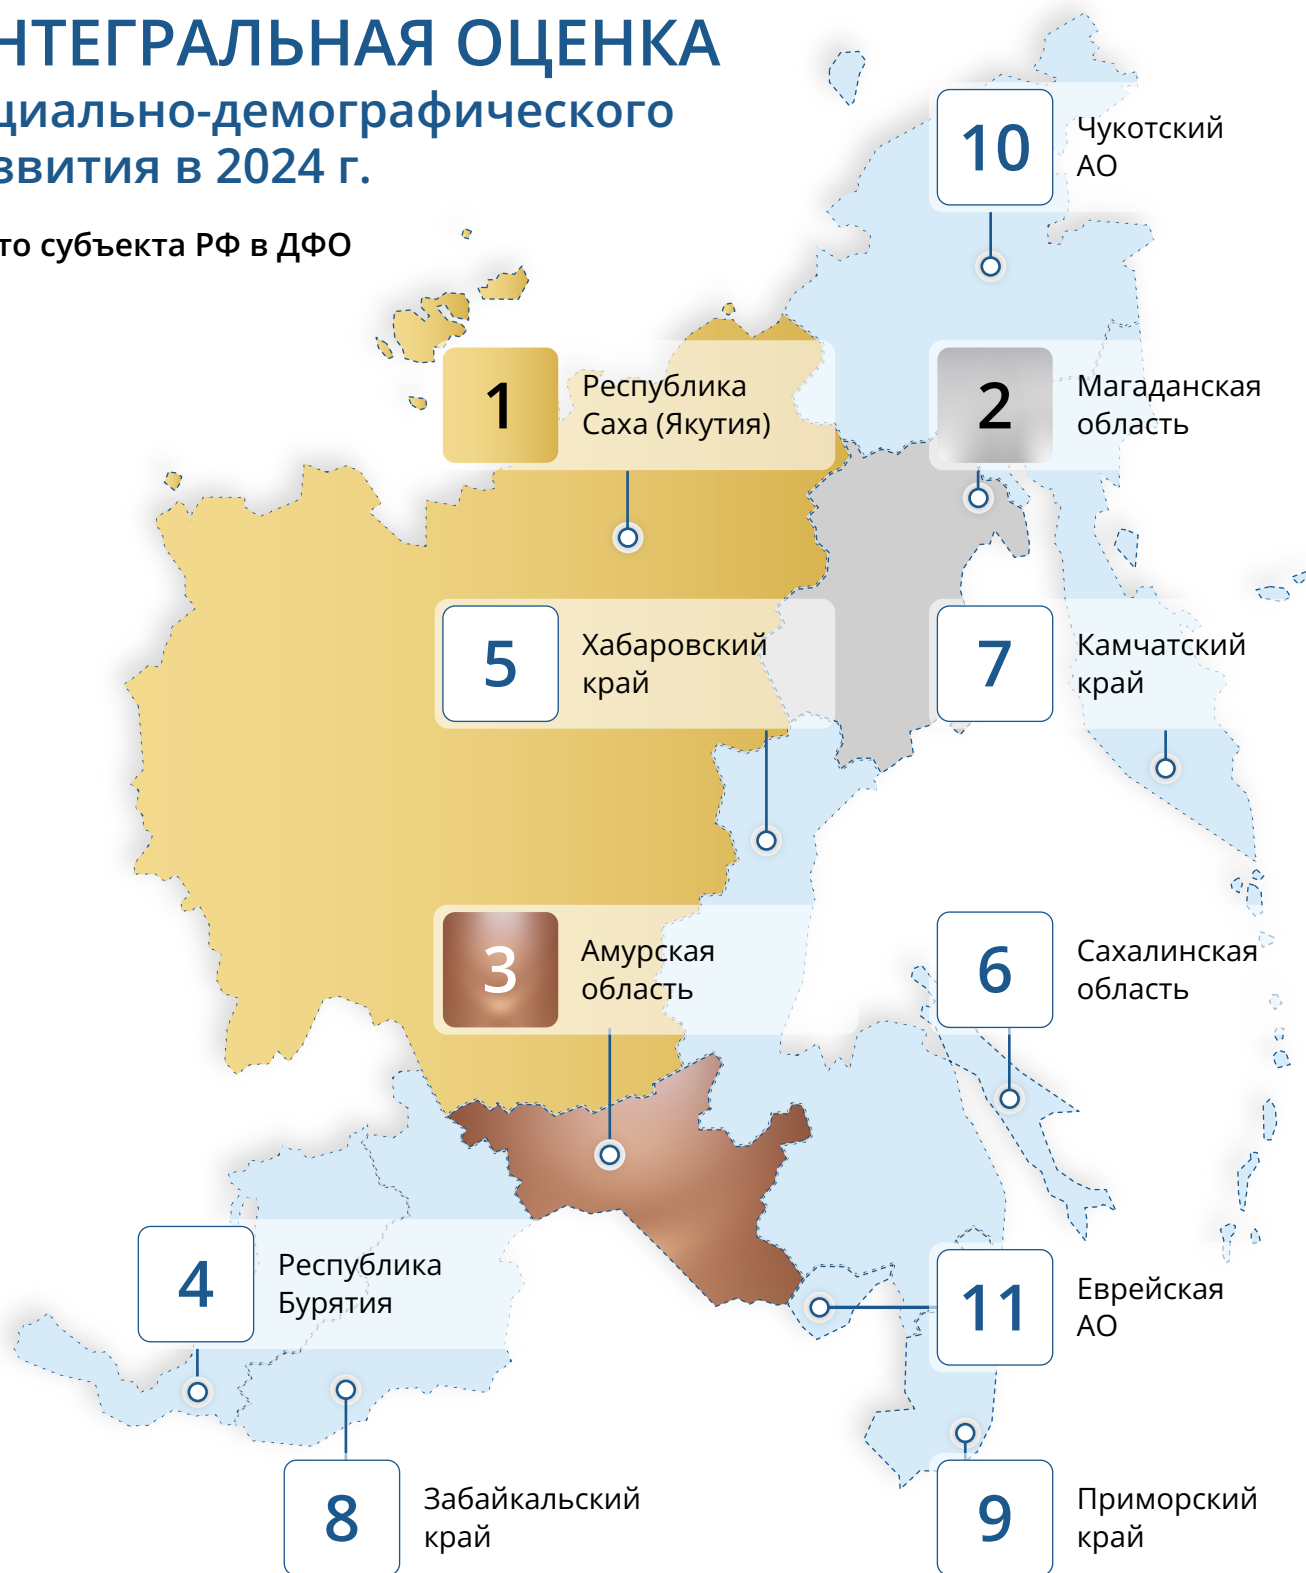 НТЕГРАЛЬНАЯ ОЦЕНКА
циально-демографического
звития в 2024 г.
то субъекта РФ в ДФО
10
Чукотский
АО
1
Республика
Саха (Якутия)
2
Магаданская
область
5
Хабаровский
край
7
Камчатский
край
3
Амурская
область
6
Сахалинская
область
4
Республика
Бурятия
11
Еврейская
АО
8
Забайкальский
край
9
Приморский
край